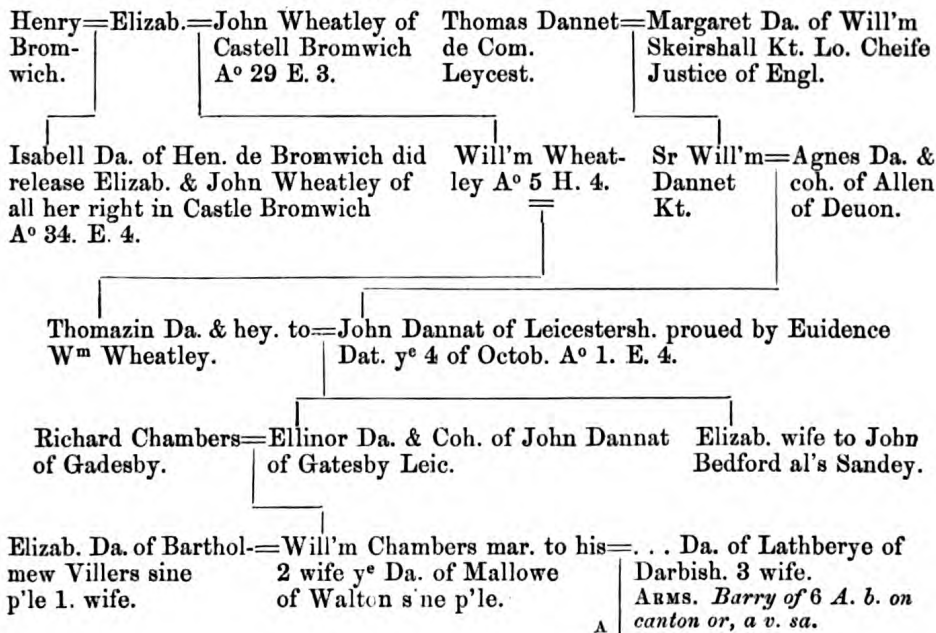 Henry=Elizab.=John Wheatley of Thomas Dannet=Margaret Da. of Will'm
Brom- Castell Bromwich de Com. Skeirshall Kt. Lo. Cheife
wich. Aº 29 E. 3. Leycest. Justice of Engl.
Isabell Da. of Hen. de Bromwich did Will'm Wheat- Sr Will'm=Agnes Da. &
release Elizab. & John Wheatley of ley Aº 5 H. 4. Dannet coh. of Allen
all her right in Castle Bromwich = Kt. of Deuon.
Aº 34. E. 4.
Thomazin Da. & hey. to=John Dannat of Leicestersh. proued by Euidence
Wᵐ Wheatley. Dat. yᵉ 4 of Octob. Aº 1. E. 4.
Richard Chambers=Ellinor Da. & Coh. of John Dannat Elizab. wife to John
of Gadesby. of Gatesby Leic. Bedford al's Sandey.
Elizab. Da. of Barthol-=Will'm Chambers mar. to his=. . . Da. of Lathberye of
mew Villers sine 2 wife yᵉ Da. of Mallowe Darbish. 3 wife.
p'le 1. wife. of Walton s'ne p'le. ARMS. Barry of 6 A. b. on
A canton or, a v. sa.